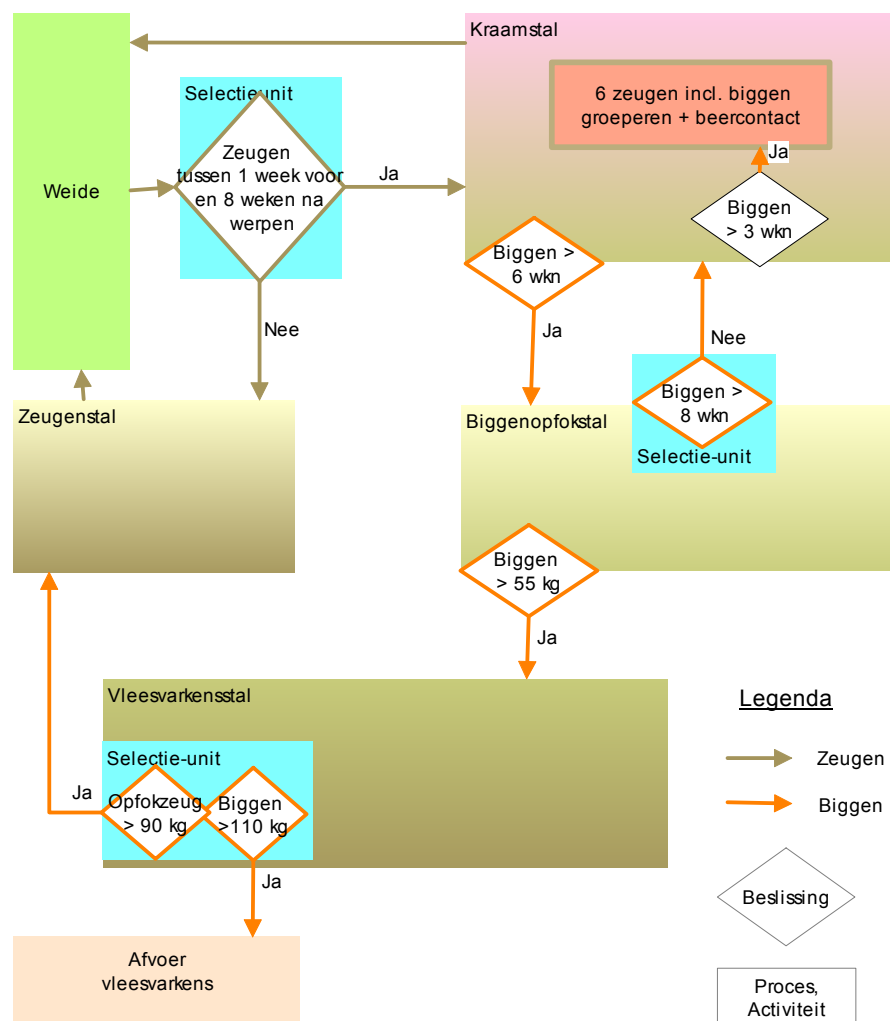 Kraamstal
6 zeugen incl. biggen
groeperen + beercontact
Ja
Biggen
> 3 wkn
Selectieunit
Zeugen
tussen 1 week voor
en 8 weken na
werpen
Ja
Nee
Weide
Biggen >
6 wkn
Ja
Nee
Biggen >
8 wkn
Selectie-unit
Zeugenstal
Biggenopfokstal
Biggen
> 55 kg
Ja
Vleesvarkensstal
Selectie-unit
Ja
Opfokzeug
> 90 kg
Biggen
>110 kg
Ja
Afvoer
vleesvarkens
Legenda
Zeugen
Biggen
Beslissing
Proces,
Activiteit